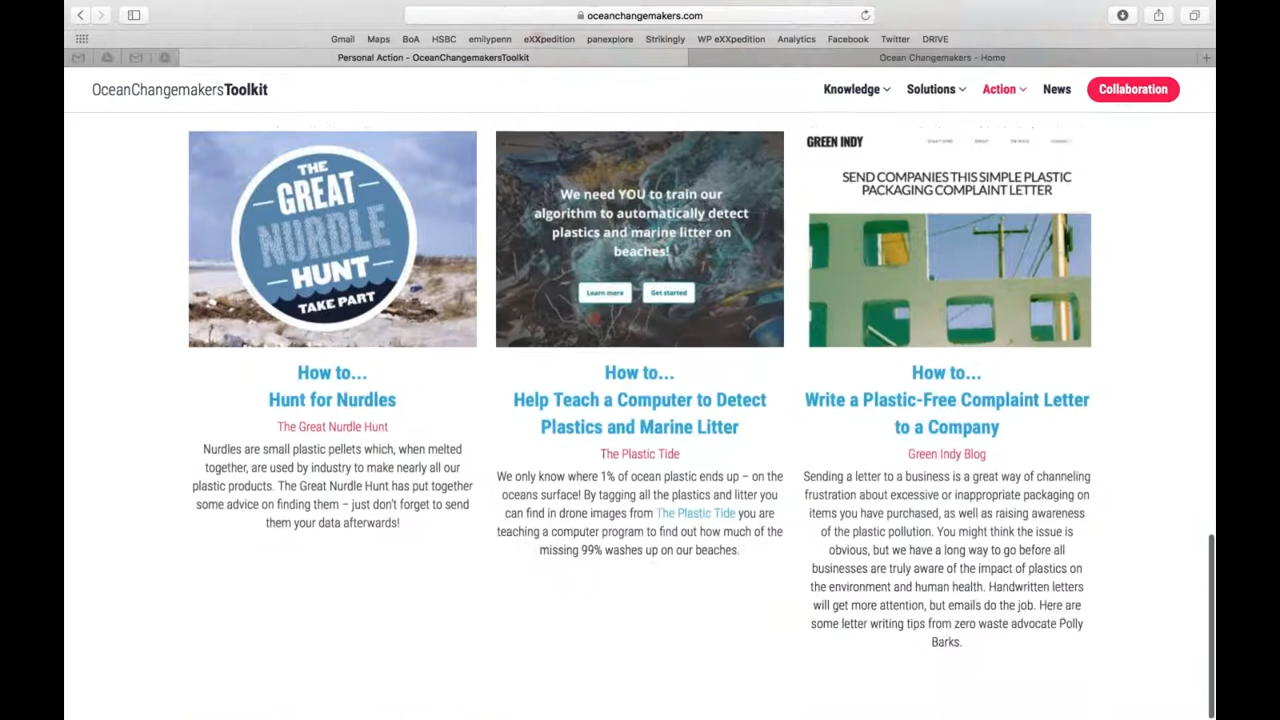 oceanchangemakers.com
Gmail Maps BoA HSBC emilypenn eXXpedition panexplore Strikingly WP eXXpedition Analytics Facebook Twitter DRIVE
Personal Action - OceanChangemakersToolkit
Ocean Changemakers - Home
OceanChangemakersToolkit
Knowledge Solutions Action News Collaboration
THE
GREAT
NURDLE
HUNT
TAKE PART
We need YOU to train our
algorithm to automatically detect
plastics and marine litter on
beaches!
Learn more Get started
GREEN INDY
SEND COMPANIES THIS SIMPLE PLASTIC
PACKAGING COMPLAINT LETTER
How to...
Hunt for Nurdles
The Great Nurdle Hunt
Nurdles are small plastic pellets which, when melted
together, are used by industry to make nearly all our
plastic products. The Great Nurdle Hunt has put together
some advice on finding them – just don't forget to send
them your data afterwards!
How to...
Help Teach a Computer to Detect
Plastics and Marine Litter
The Plastic Tide
We only know where 1% of ocean plastic ends up – on the
oceans surface! By tagging all the plastics and litter you
can find in drone images from The Plastic Tide you are
teaching a computer program to find out how much of the
missing 99% washes up on our beaches.
How to...
Write a Plastic-Free Complaint Letter
to a Company
Green Indy Blog
Sending a letter to a business is a great way of channeling
frustration about excessive or inappropriate packaging on
items you have purchased, as well as raising awareness
of the plastic pollution. You might think the issue is
obvious, but we have a long way to go before all
businesses are truly aware of the impact of plastics on
the environment and human health. Handwritten letters
will get more attention, but emails do the job. Here are
some letter writing tips from zero waste advocate Polly
Barks.